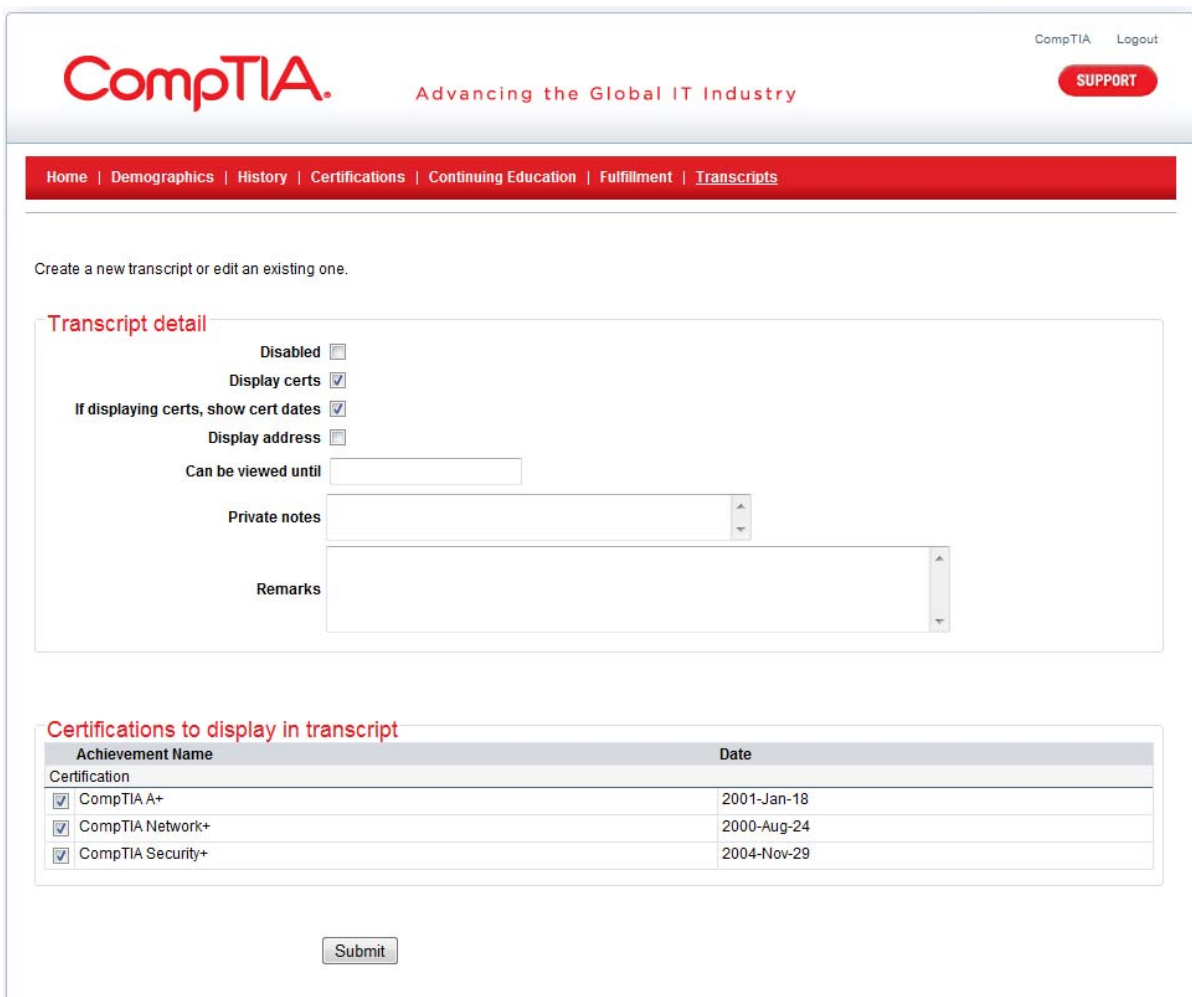 CompTIA Logout
CompTIA. Advancing the Global IT Industry
SUPPORT
Home | Demographics | History | Certifications | Continuing Education | Fulfillment | Transcripts
Create a new transcript or edit an existing one.
Transcript detail
Disabled
Display certs
If displaying certs, show cert dates
Display address
Can be viewed until
Private notes
Remarks
Certifications to display in transcript
Achievement Name Date
Certification
CompTIA A+ 2001-Jan-18
CompTIA Network+ 2000-Aug-24
CompTIA Security+ 2004-Nov-29
Submit